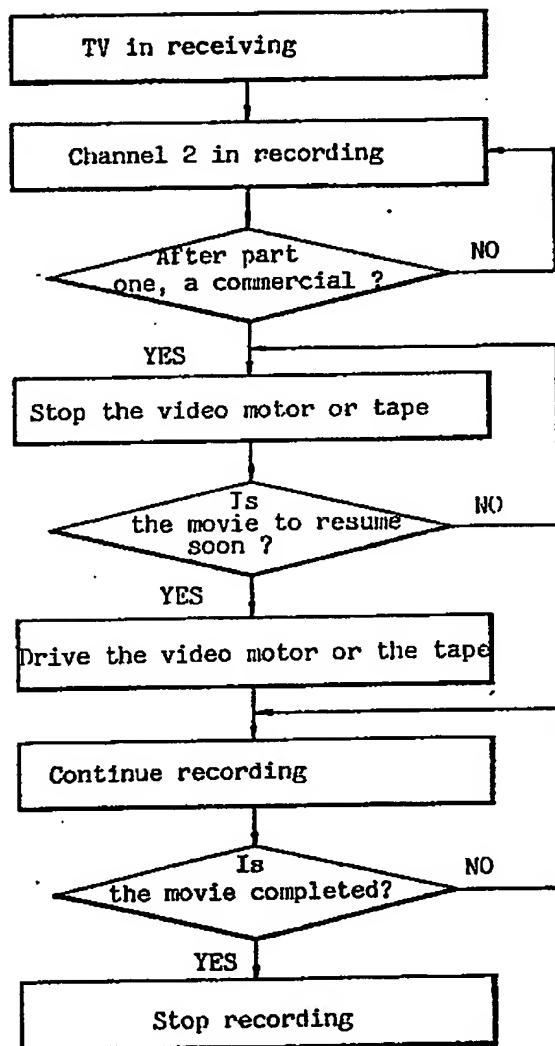 TV in receiving
Channel 2 in recording
After part
one, a commercial ?
NO
YES
Stop the video motor or tape
Is
the movie to resume
soon ?
NO
YES
Drive the video motor or the tape
Continue recording
Is
the movie completed?
NO
YES
Stop recording